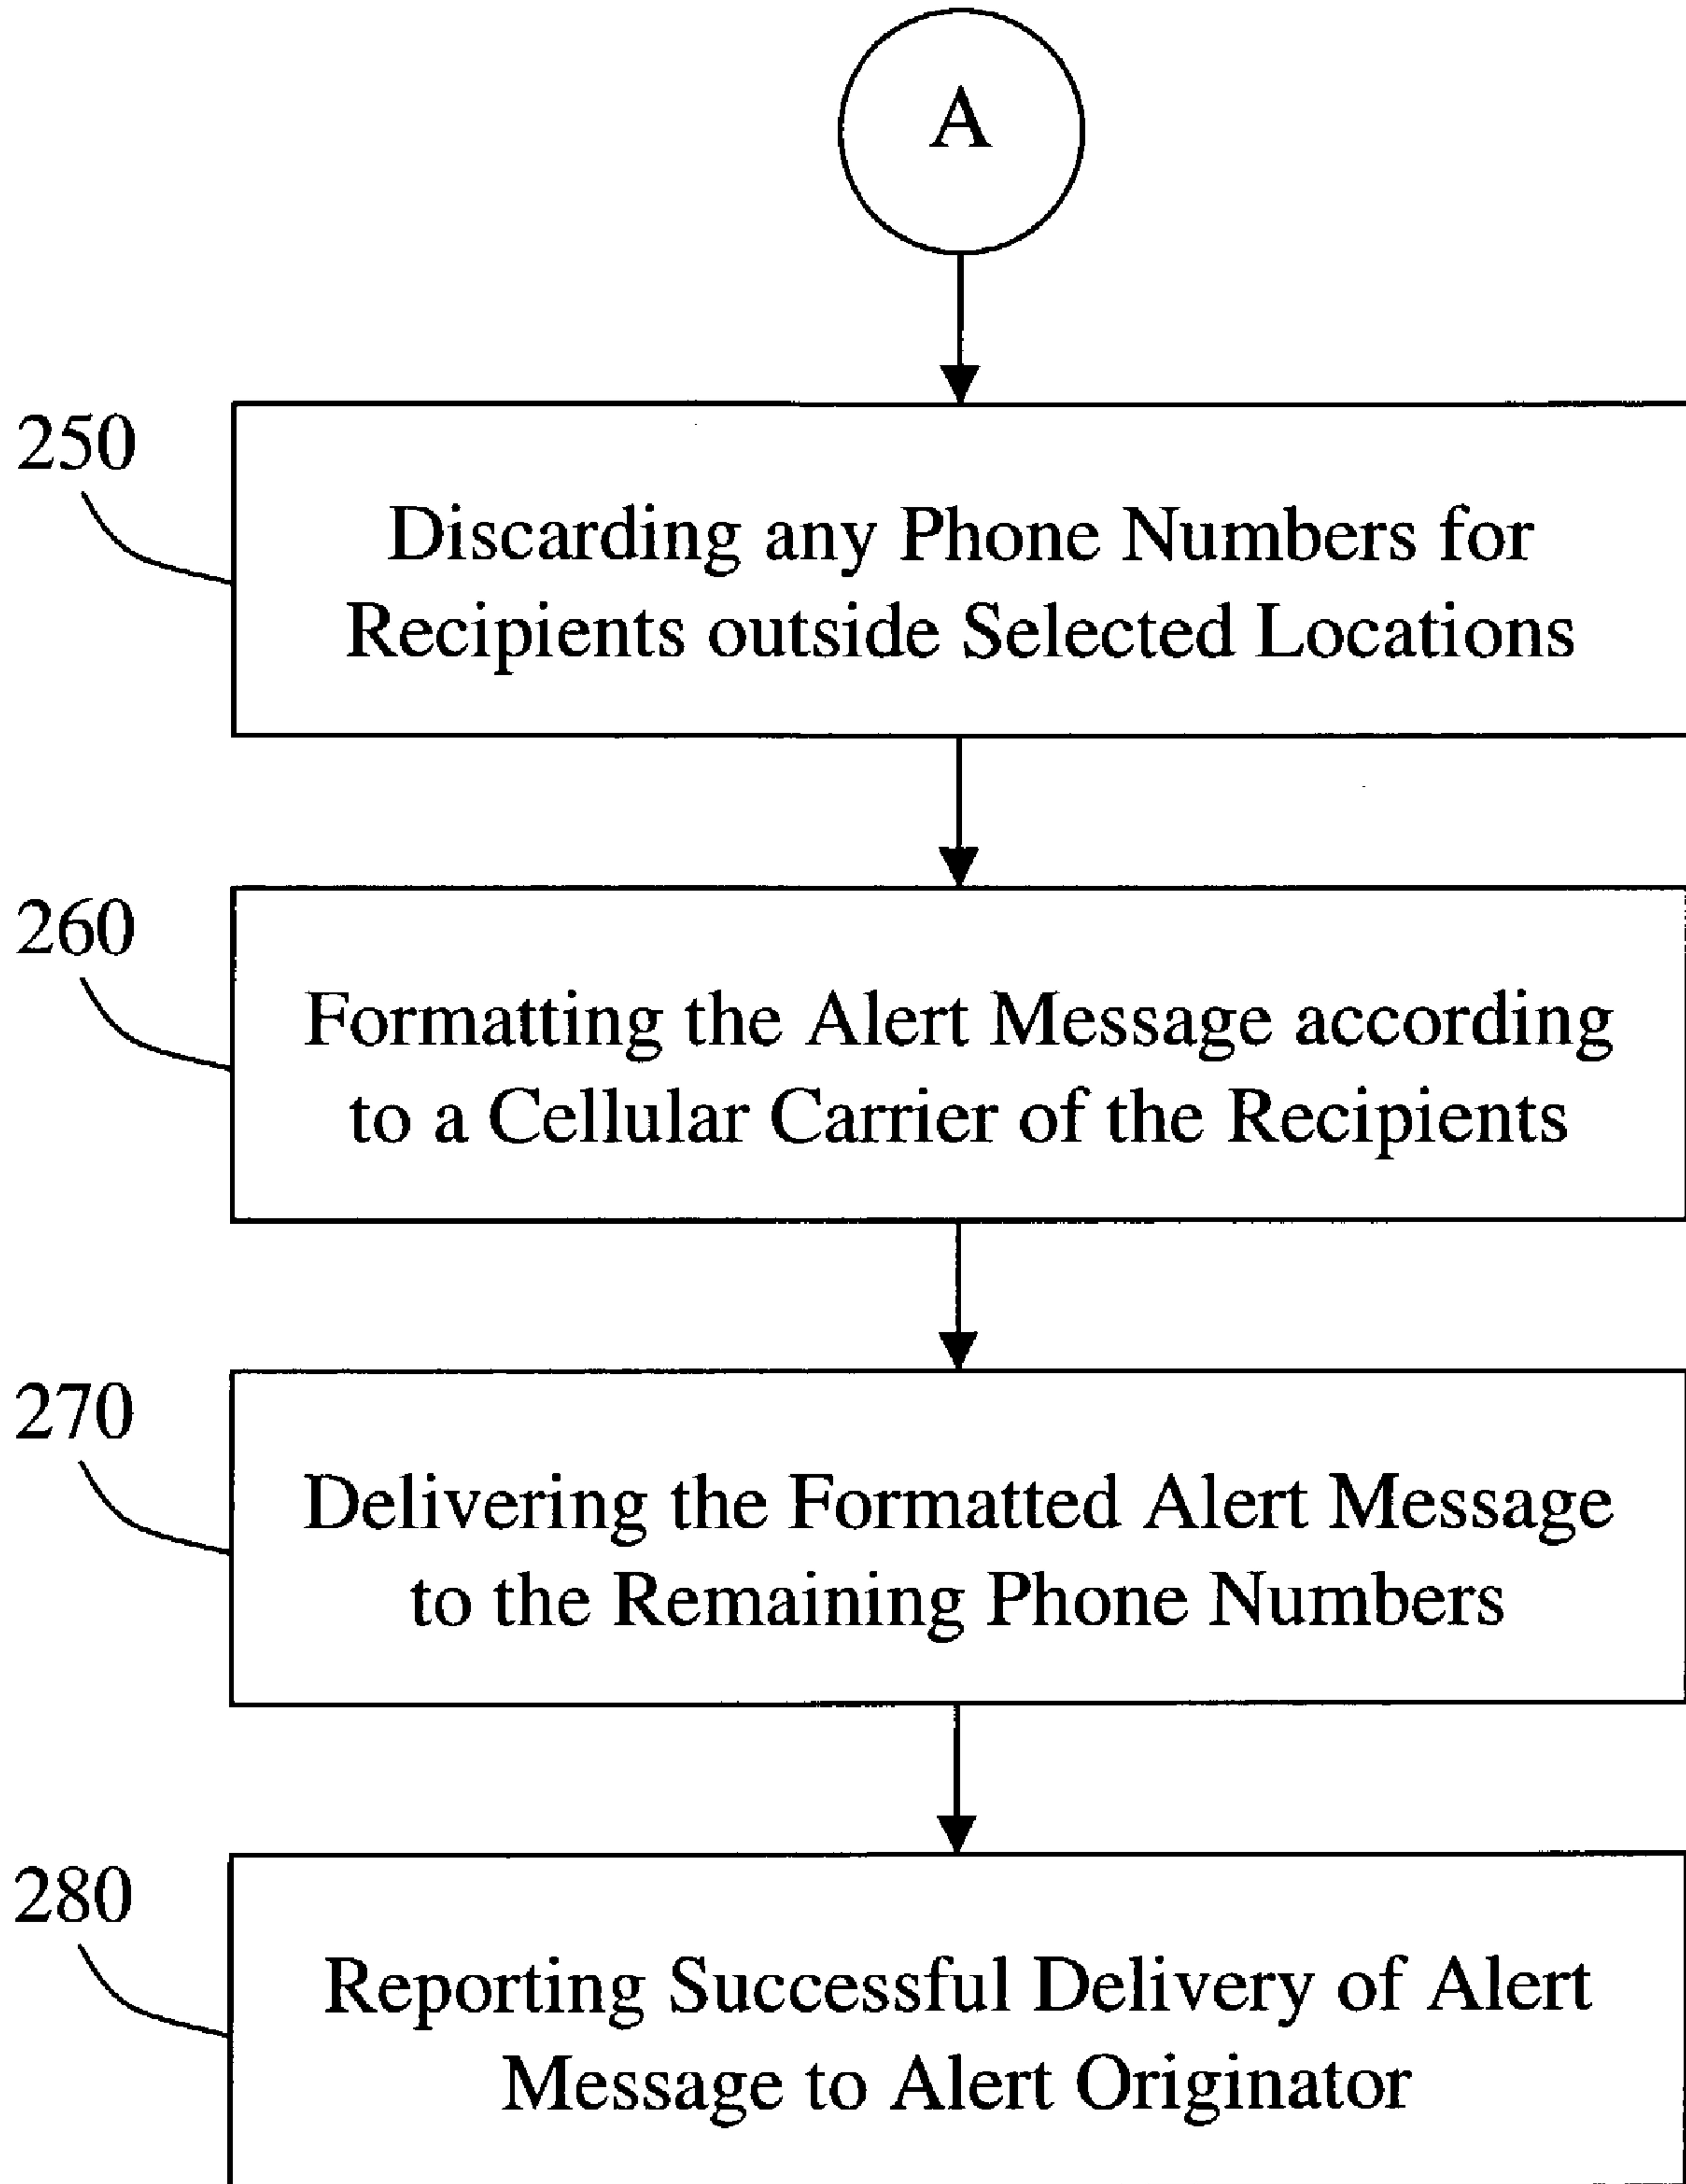 A
250
Discarding any Phone Numbers for
Recipients outside Selected Locations
260
Formatting the Alert Message according
to a Cellular Carrier of the Recipients
270
Delivering the Formatted Alert Message
to the Remaining Phone Numbers
280
Reporting Successful Delivery of Alert
Message to Alert Originator